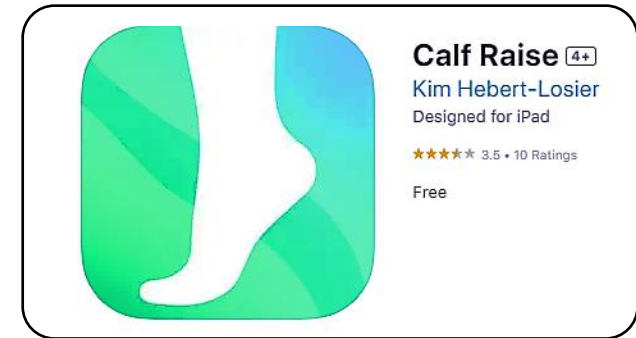 Calf Raise 4+
Kim Hebert-Losier
Designed for iPad
★★★★★ 3.5 • 10 Ratings
Free